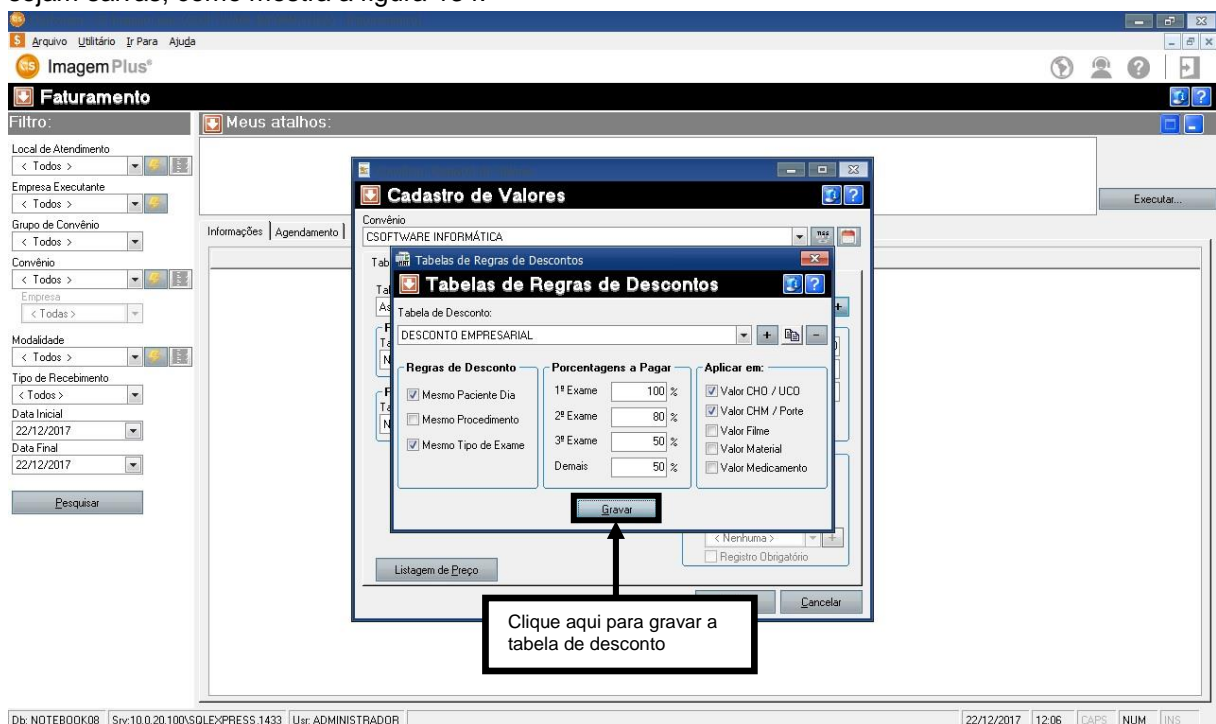 sejam salvas, como mostra a figura 184.
Arquivo Utilitário Ir Para Ajuda
cs ImagemPlus®
Faturamento
Filtro:
Meus atalhos:
Local de Atendimento
< Todos >
Empresa Executante
< Todos >
Grupo de Convênio
< Todos >
Convênio
< Todos >
Empresa
< Todas >
Modalidade
< Todos >
Tipo de Recebimento
< Todos >
Data Inicial
22/12/2017
Data Final
22/12/2017
Pesquisar
Executar...
Informações Agendamento
Cadastro de Valores
Convênio
CSOFTWARE INFORMÁTICA
Tabelas de Regras de Descontos
Tabelas de Regras de Descontos
Tabela de Desconto:
DESCONTO EMPRESARIAL
Regras de Desconto
Mesmo Paciente Dia
Mesmo Procedimento
Mesmo Tipo de Exame
Porcentagens a Pagar
1º Exame 100 %
2º Exame 80 %
3º Exame 50 %
Demais 50 %
Aplicar em:
Valor CHO / UCO
Valor CHM / Porte
Valor Filme
Valor Material
Valor Medicamento
Gravar
< Nenhuma >
Registro Obrigatório
Listagem de Preço
Cancelar
Clique aqui para gravar a
tabela de desconto
Db: NOTEBOOK08 Srv:10.0.20.100\SQLEXPRESS,1433 Usr: ADMINISTRADOR 22/12/2017 12:06 CAPS NUM INS